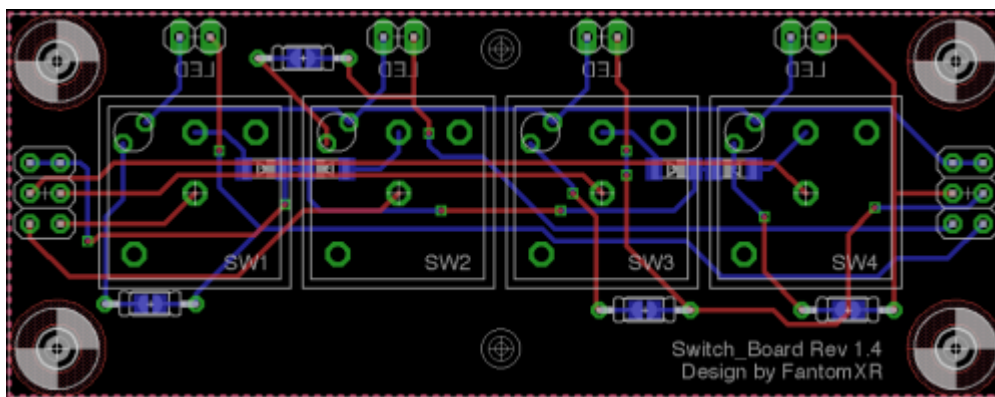 LED
LED
LED
LED
SW1
SW2
SW3
SW4
Switch_Board Rev 1.4
Design by FantomXR